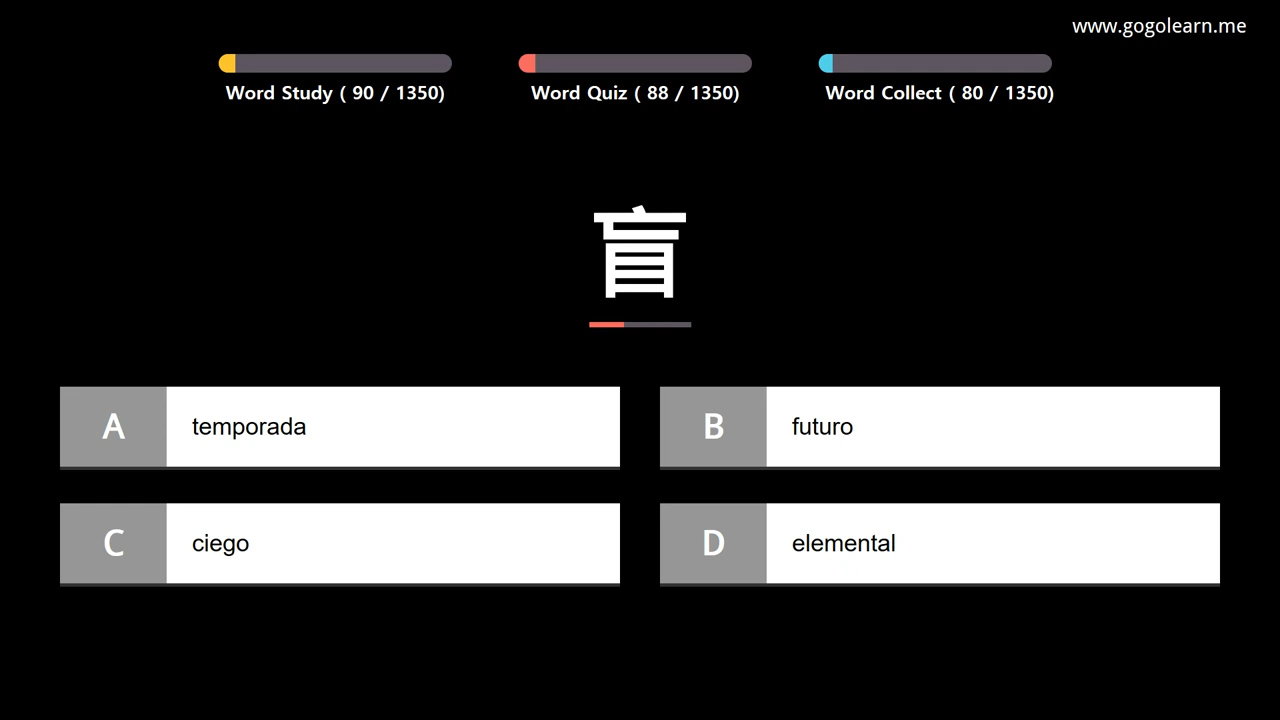 www.gogolearn.me
Word Study ( 90 / 1350)
Word Quiz ( 88 / 1350)
Word Collect ( 80 / 1350)
盲
A temporada
B futuro
C ciego
D elemental